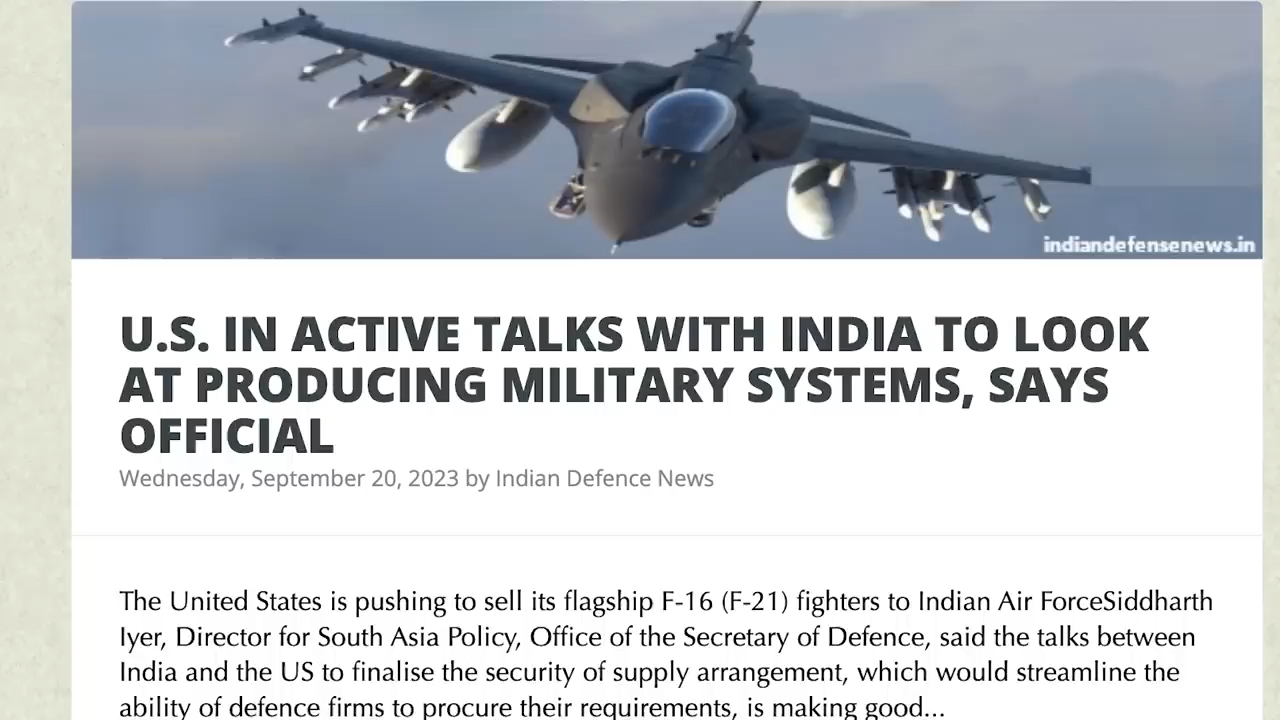 indiandefensenews.in
U.S. IN ACTIVE TALKS WITH INDIA TO LOOK
AT PRODUCING MILITARY SYSTEMS, SAYS
OFFICIAL
Wednesday, September 20, 2023 by Indian Defence News
The United States is pushing to sell its flagship F-16 (F-21) fighters to Indian Air ForceSiddharth
Iyer, Director for South Asia Policy, Office of the Secretary of Defence, said the talks between
India and the US to finalise the security of supply arrangement, which would streamline the
ability of defence firms to procure their requirements, is making good...